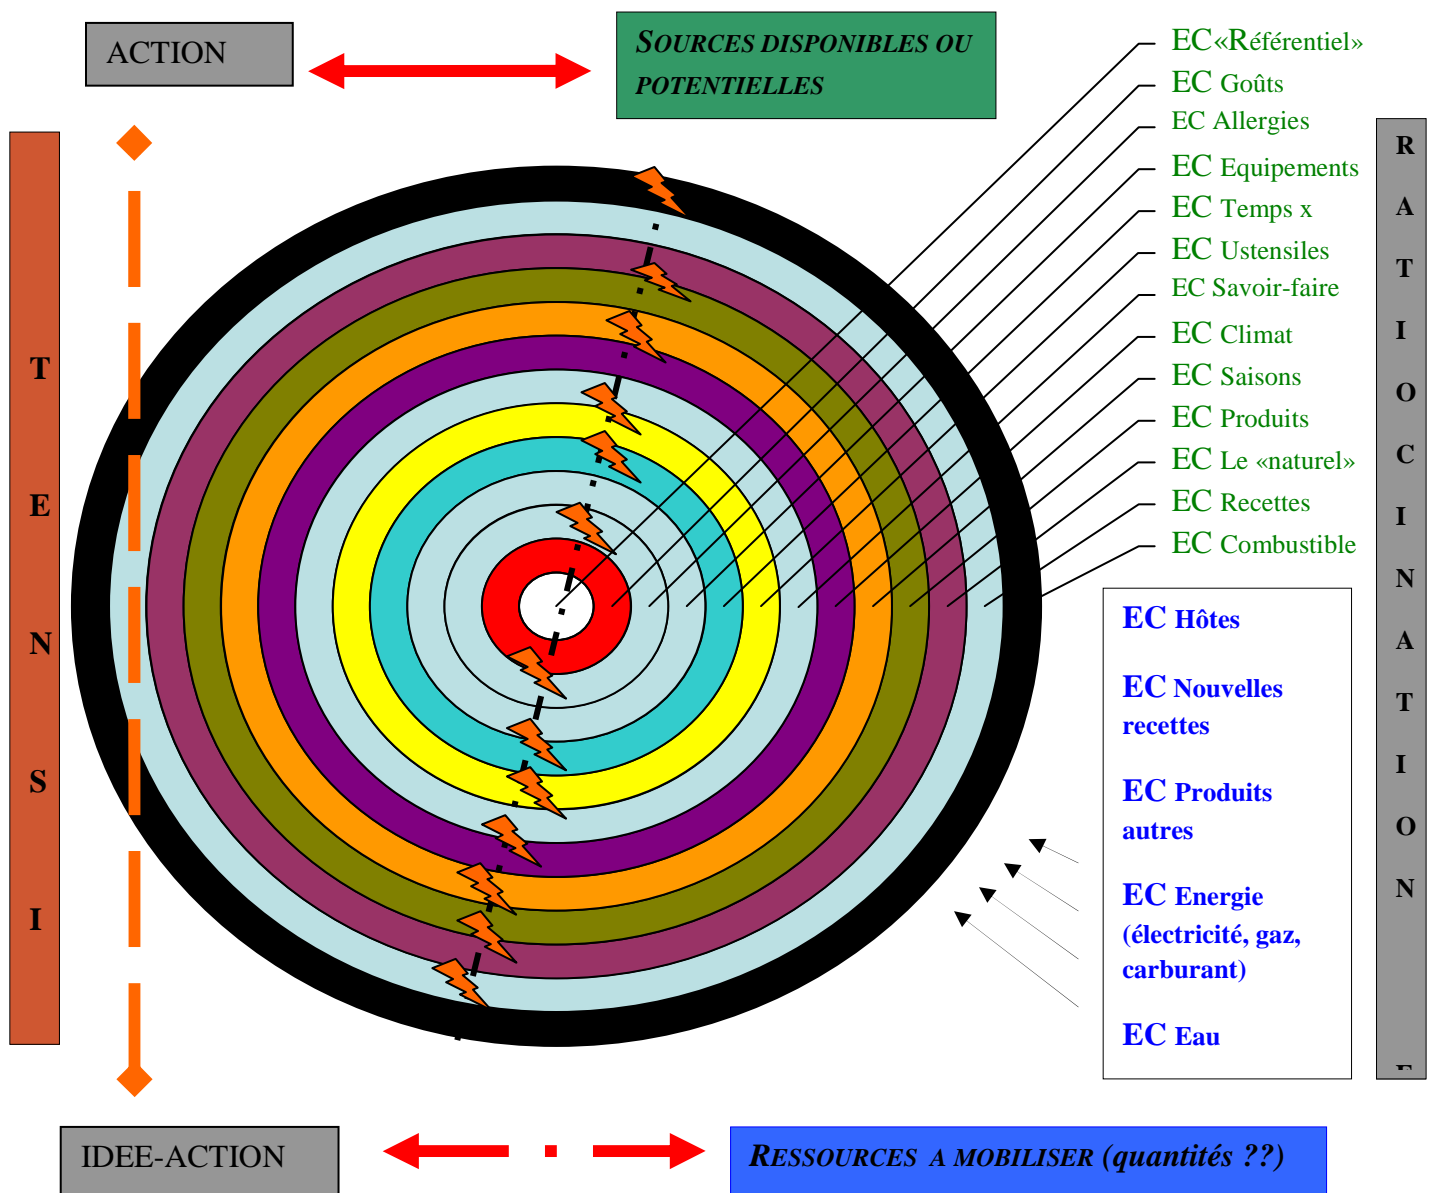 ACTION
SOURCES DISPONIBLES OU
POTENTIELLES
EC«Référentiel»
EC Goûts
EC Allergies
EC Equipements
EC Temps x
EC Ustensiles
EC Savoir-faire
EC Climat
EC Saisons
EC Produits
EC Le «naturel»
EC Recettes
EC Combustible
T
E
N
S
I
R
A
T
I
O
C
I
N
A
T
I
O
N
EC Hôtes
EC Nouvelles
recettes
EC Produits
autres
EC Energie
(électricité, gaz,
carburant)
EC Eau
IDEE-ACTION
RESSOURCES A MOBILISER (quantités ??)